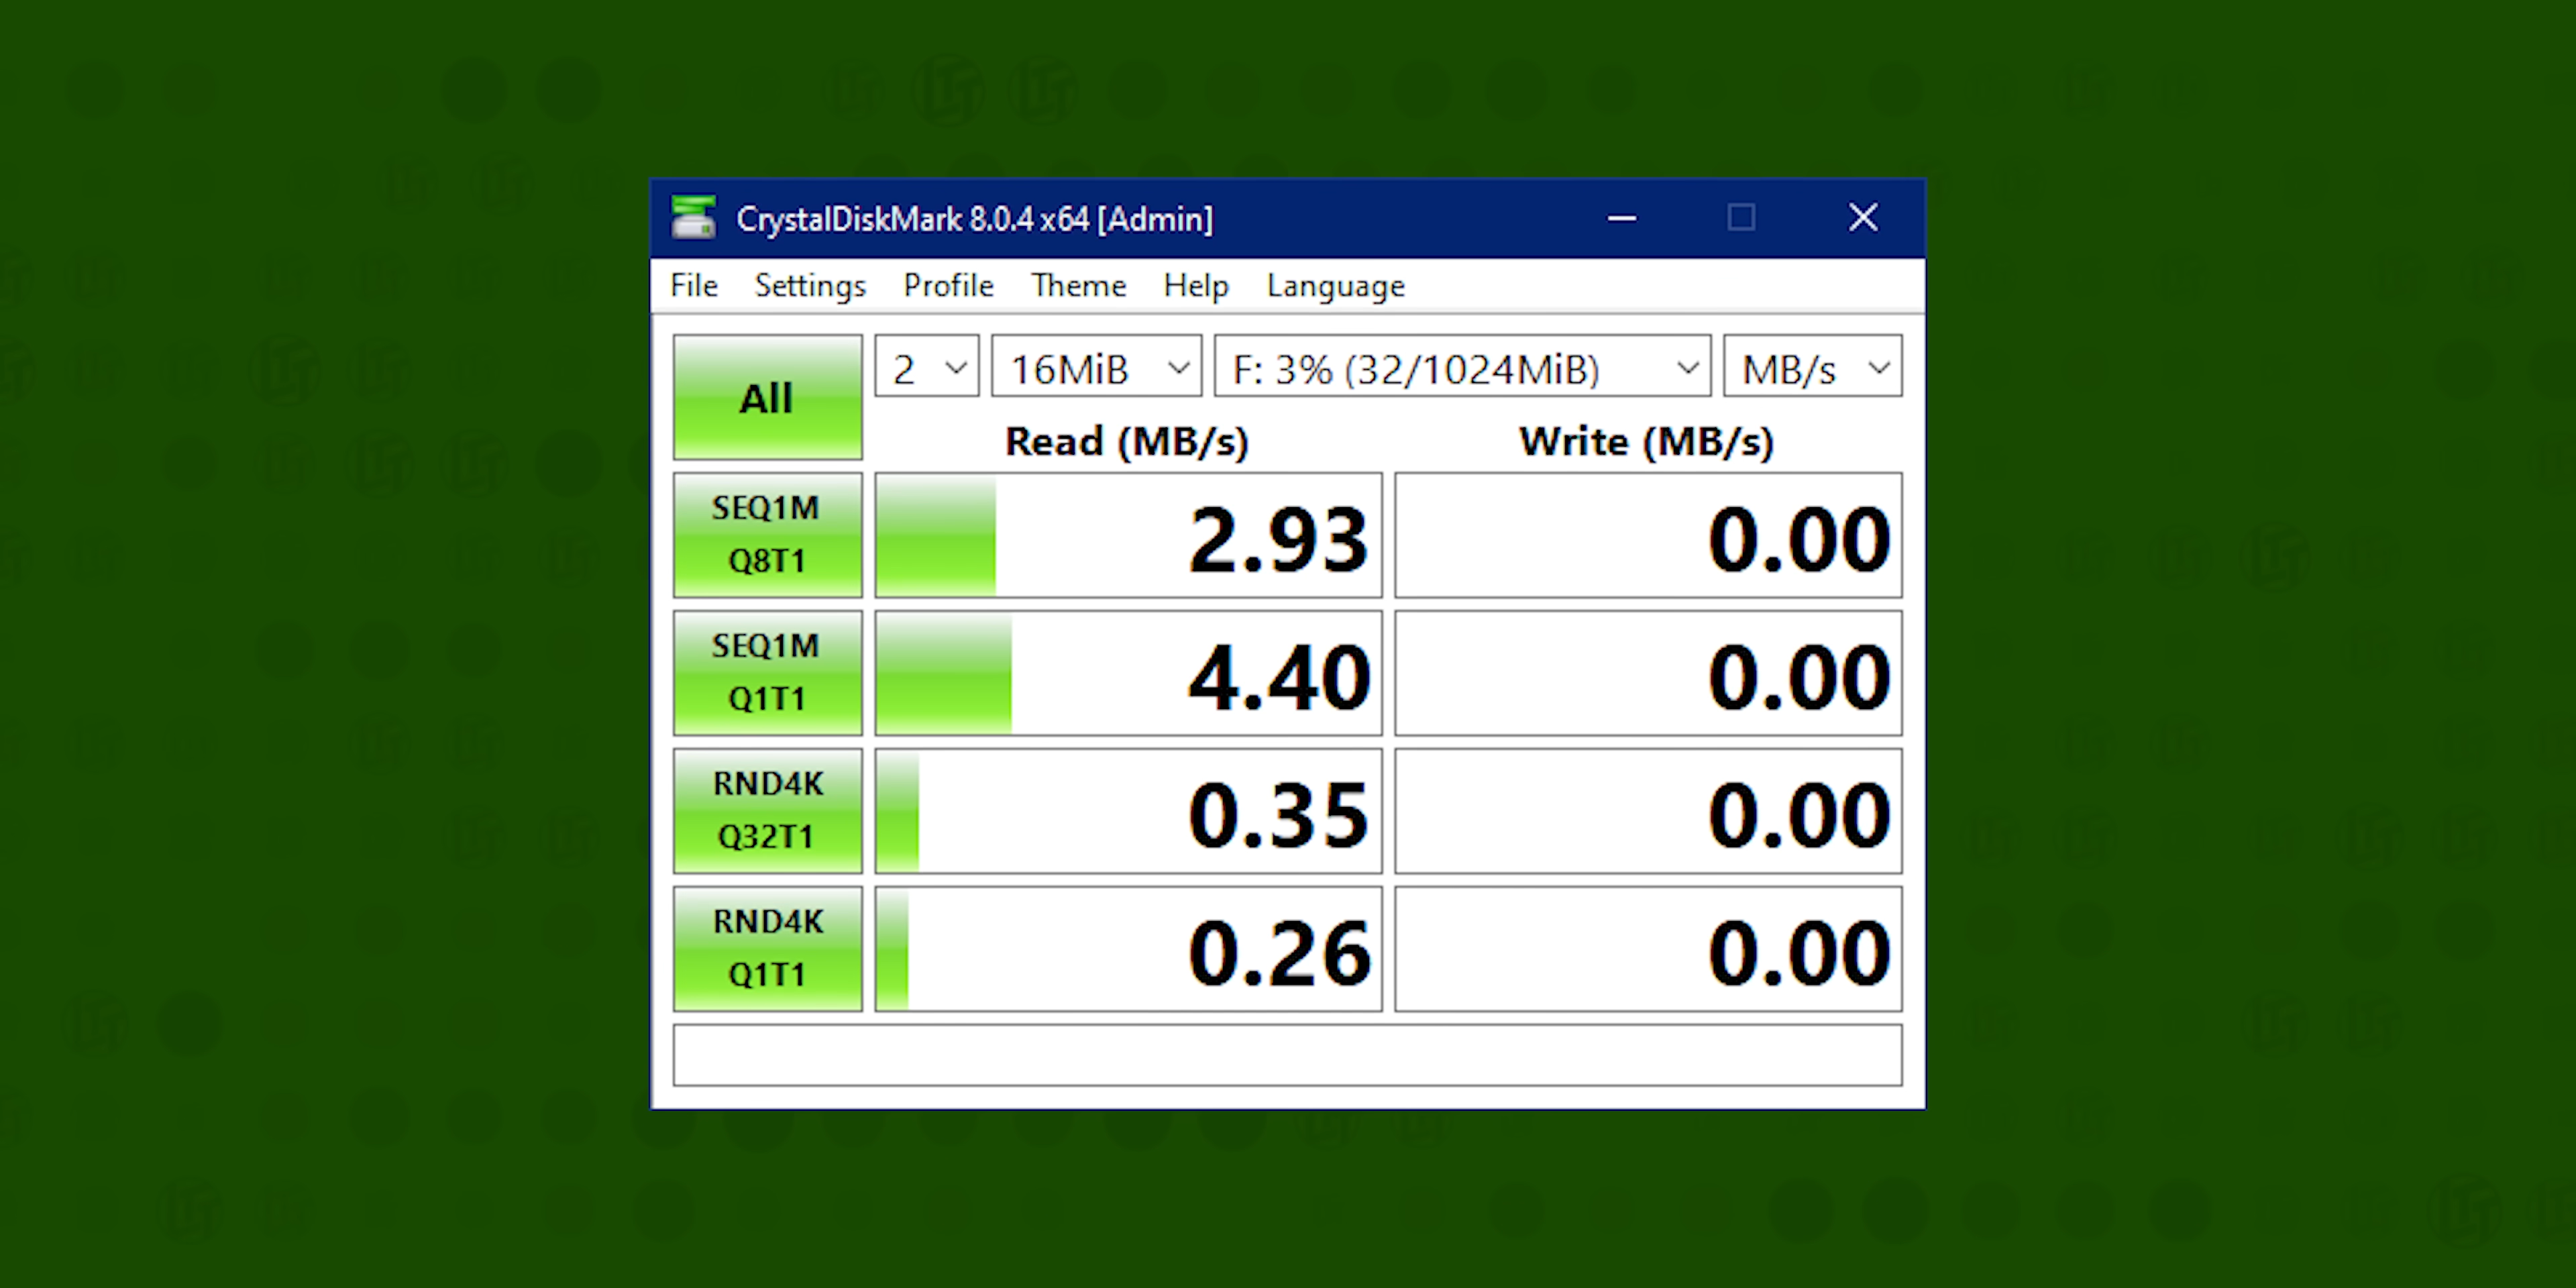 CrystalDiskMark 8.0.4 x64 [Admin]
File Settings Profile Theme Help Language
All 2 16MiB F: 3% (32/1024MiB) MB/s
Read (MB/s) Write (MB/s)
SEQ1M
Q8T1
2.93 0.00
SEQ1M
Q1T1
4.40 0.00
RND4K
Q32T1
0.35 0.00
RND4K
Q1T1
0.26 0.00